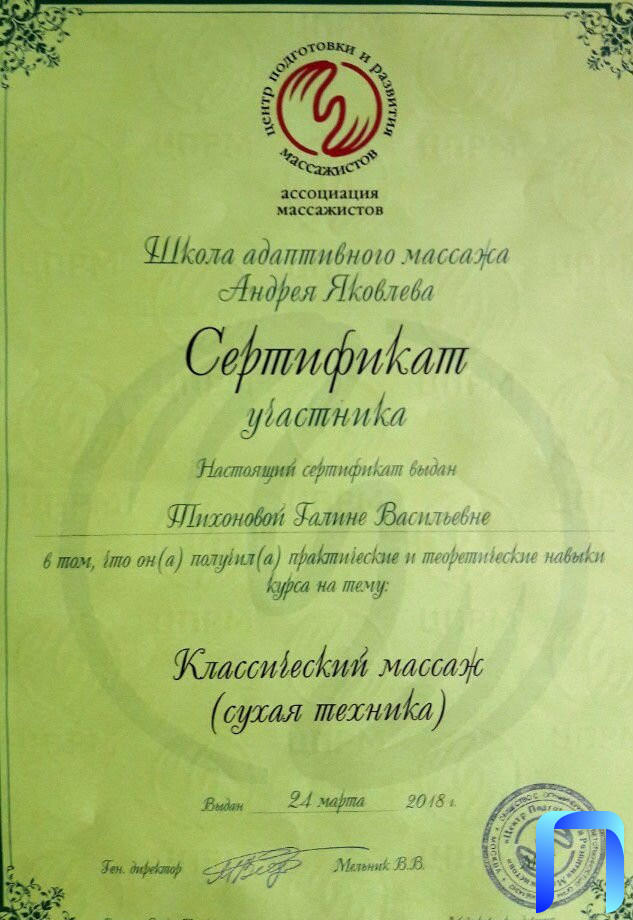 центр подготовки и развития
массажистов
ассоциация
массажистов
Школа адаптивного массажа
Андрея Яковлева
Сертификат
участника
Настоящий сертификат выдан
Тихоновой Галине Васильевне
в том, что он(а) получил(а) практические и теоретические навыки
курса на тему:
Классический массаж
(сухая техника)
Выдан 24 марта 2018 г.
Ген. директор Мельник В.В.